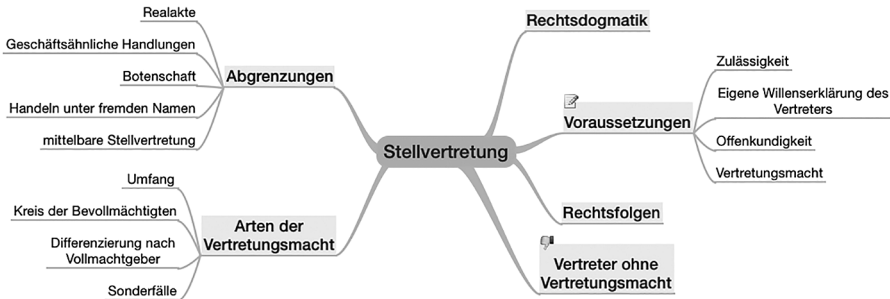 Stellvertretung
Rechtsdogmatik
Voraussetzungen
Zulässigkeit
Eigene Willenserklärung des
Vertreters
Offenkundigkeit
Vertretungsmacht
Rechtsfolgen
Vertreter ohne
Vertretungsmacht
Abgrenzungen
Realakte
Geschäftsähnliche Handlungen
Botenschaft
Handeln unter fremden Namen
mittelbare Stellvertretung
Arten der
Vertretungsmacht
Umfang
Kreis der Bevollmächtigten
Differenzierung nach
Vollmachtgeber
Sonderfälle